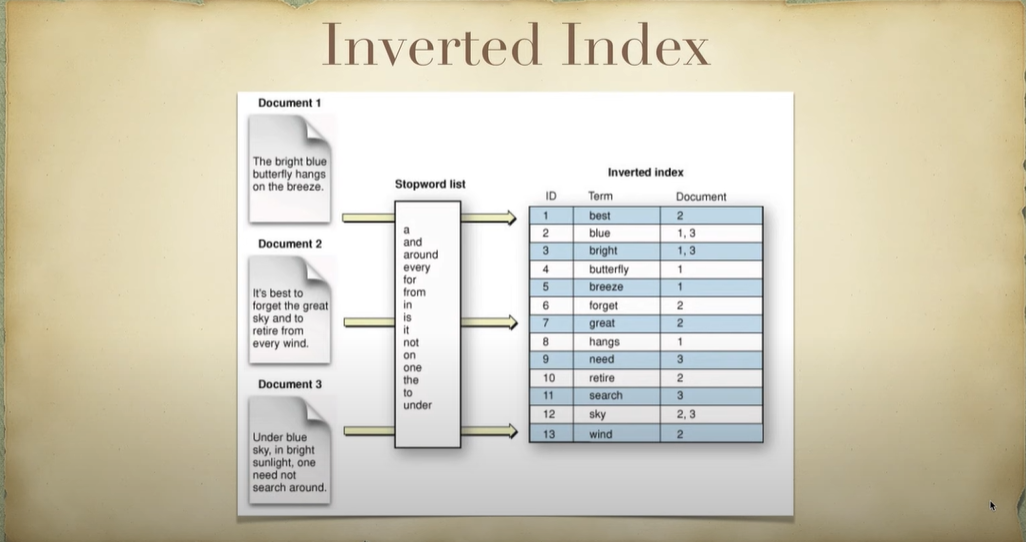 Inverted Index
Document 1
The bright blue
butterfly hangs
on the breeze.
Document 2
It's best to
forget the great
sky and to
retire from
every wind.
Document 3
Under blue
sky, in bright
sunlight, one
need not
search around.
Stopword list
a
and
around
every
for
from
in
is
it
not
on
one
the
to
under
Inverted index
ID Term Document
1 best 2
2 blue 1, 3
3 bright 1, 3
4 butterfly 1
5 breeze 1
6 forget 2
7 great 2
8 hangs 1
9 need 3
10 retire 2
11 search 3
12 sky 2, 3
13 wind 2